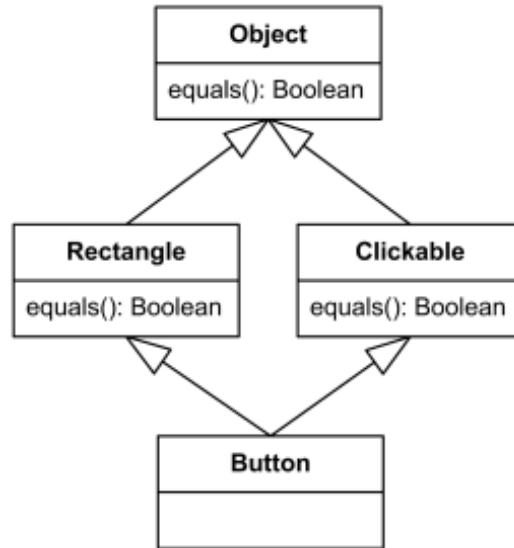 Object
equals(): Boolean
Rectangle
equals(): Boolean
Clickable
equals(): Boolean
Button